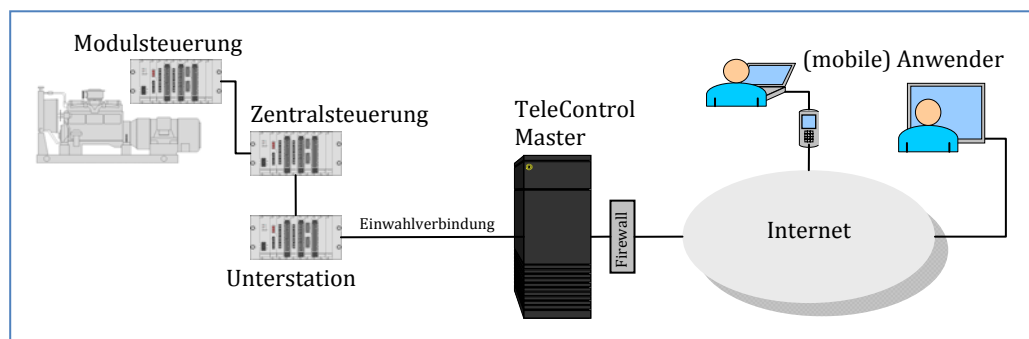 Modulsteuerung
Zentralsteuerung
Unterstation
Einwahlverbindung
TeleControl
Master
Firewall
Internet
(mobile) Anwender